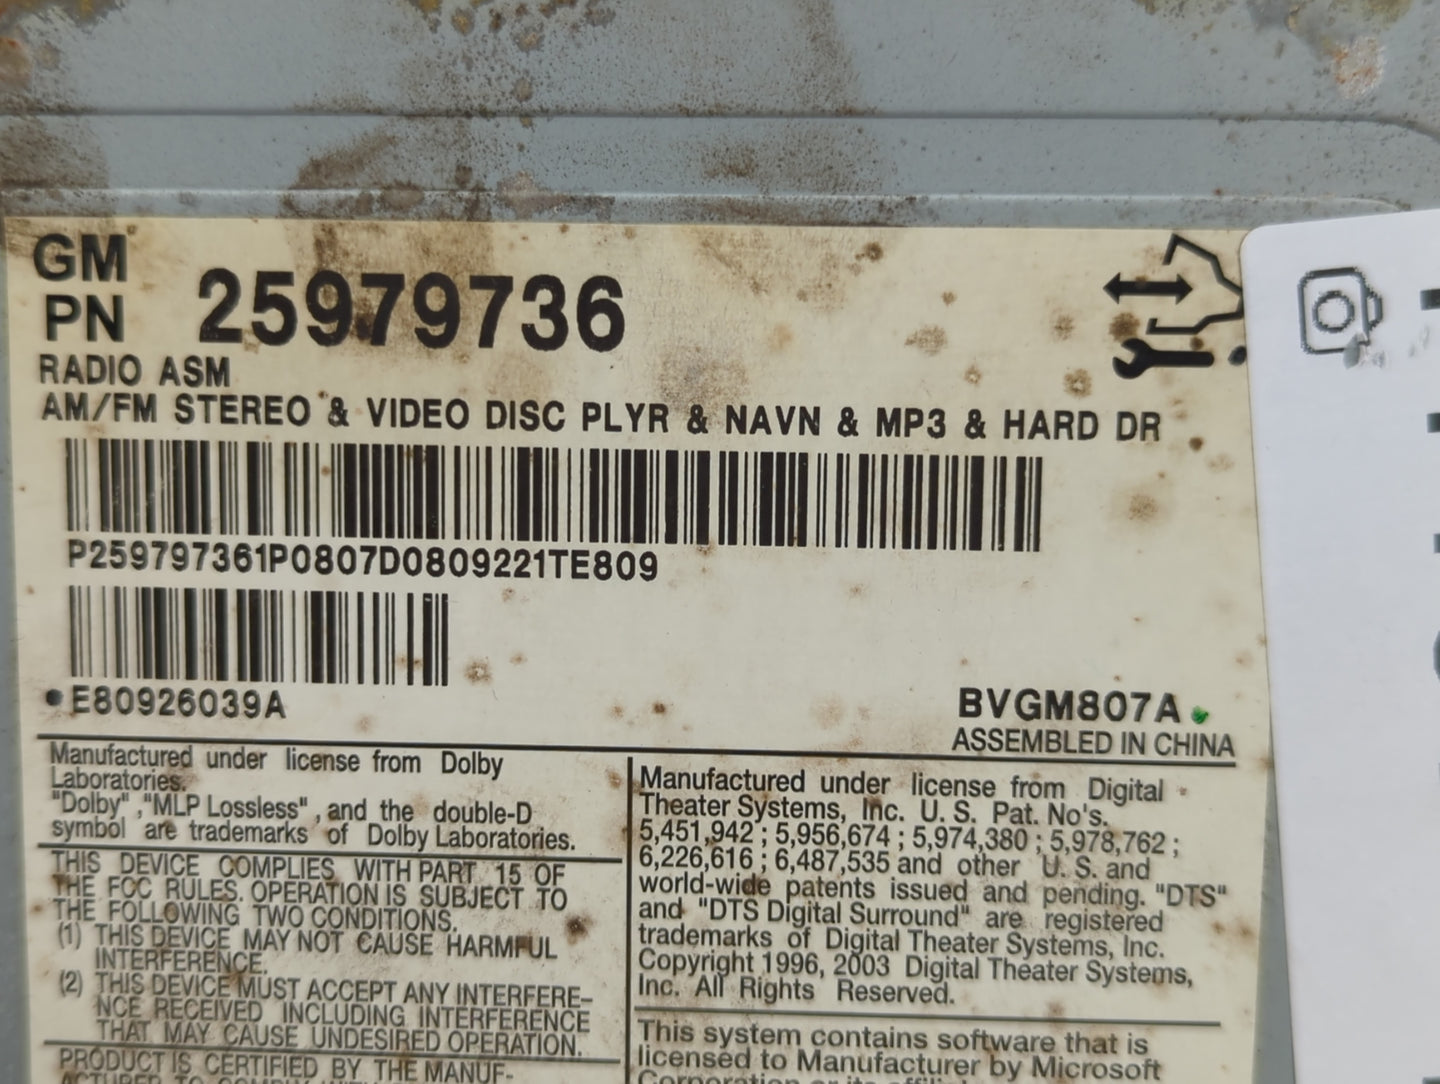 GM
PN 25979736
RADIO ASM
AM/FM STEREO & VIDEO DISC PLYR & NAVN & MP3 & HARD DR
P259797361P0807D0809221TE809
•E80926039A
BVGM807A
ASSEMBLED IN CHINA
Manufactured under license from Dolby
Laboratories.
"Dolby","MLP Lossless", and the double-D
symbol are trademarks of Dolby Laboratories.
THIS DEVICE COMPLIES WITH PART 15 OF
THE FCC RULES. OPERATION IS SUBJECT TO
THE FOLLOWING TWO CONDITIONS.
(1) THIS DEVICE MAY NOT CAUSE HARMFUL
INTERFERENCE.
(2) THIS DEVICE MUST ACCEPT ANY INTERFERE-
NCE RECEIVED INCLUDING INTERFERENCE
THAT MAY CAUSE UNDESIRED OPERATION.
PRODUCT IS CERTIFIED BY THE MANUF-
Manufactured under license from Digital
Theater Systems, Inc. U. S. Pat. No's.
5,451,942 ; 5,956,674 ; 5,974,380 ; 5,978,762 ;
6,226,616 ; 6,487,535 and other U. S. and
world-wide patents issued and pending. "DTS"
and "DTS Digital Surround" are registered
trademarks of Digital Theater Systems, Inc.
Copyright 1996, 2003 Digital Theater Systems,
Inc. All Rights Reserved.
This system contains software that is
licensed to Manufacturer by Microsoft